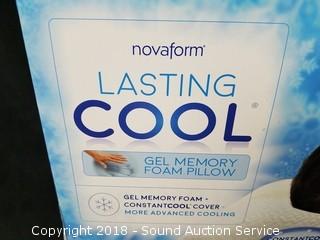 novaform®
LASTING
COOL®
GEL MEMORY
FOAM PILLOW
GEL MEMORY FOAM +
CONSTANTCOOL™ COVER =
MORE ADVANCED COOLING
CONSTANTCOOL
Copyright 2018 - Sound Auction Service